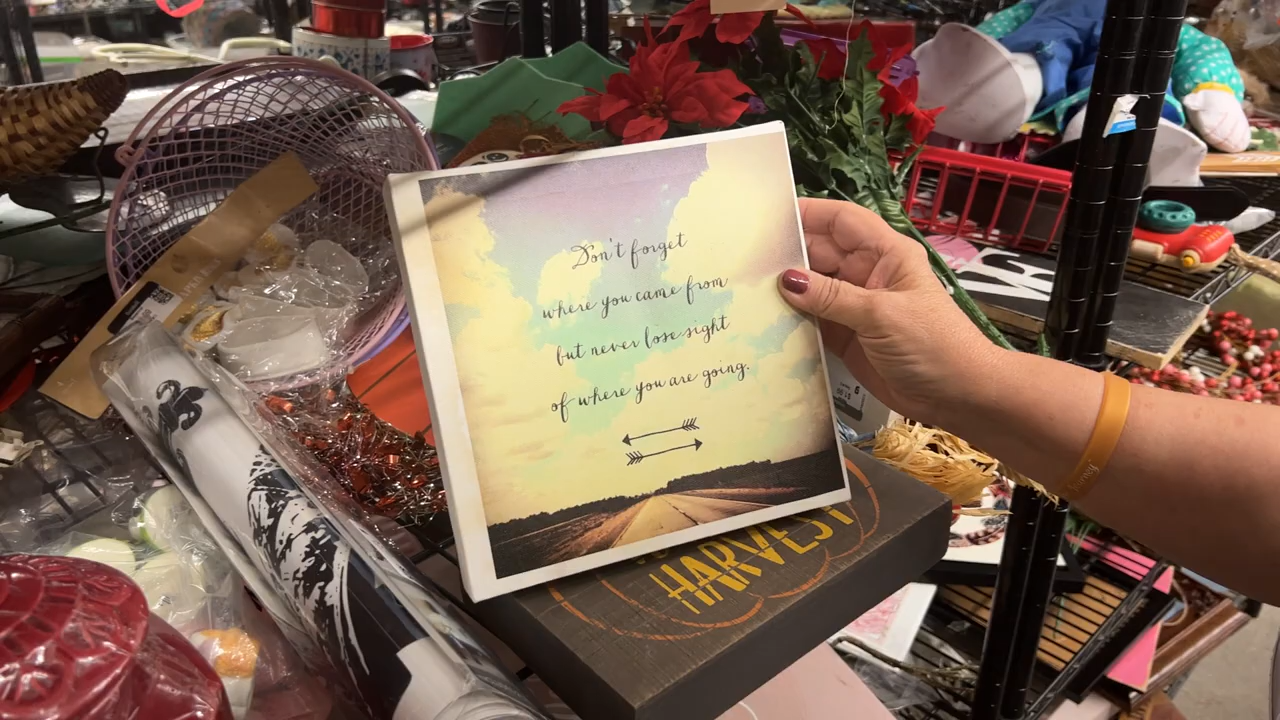 Don't forget
where you came from
but never lose sight
of where you are going.
HARVEST